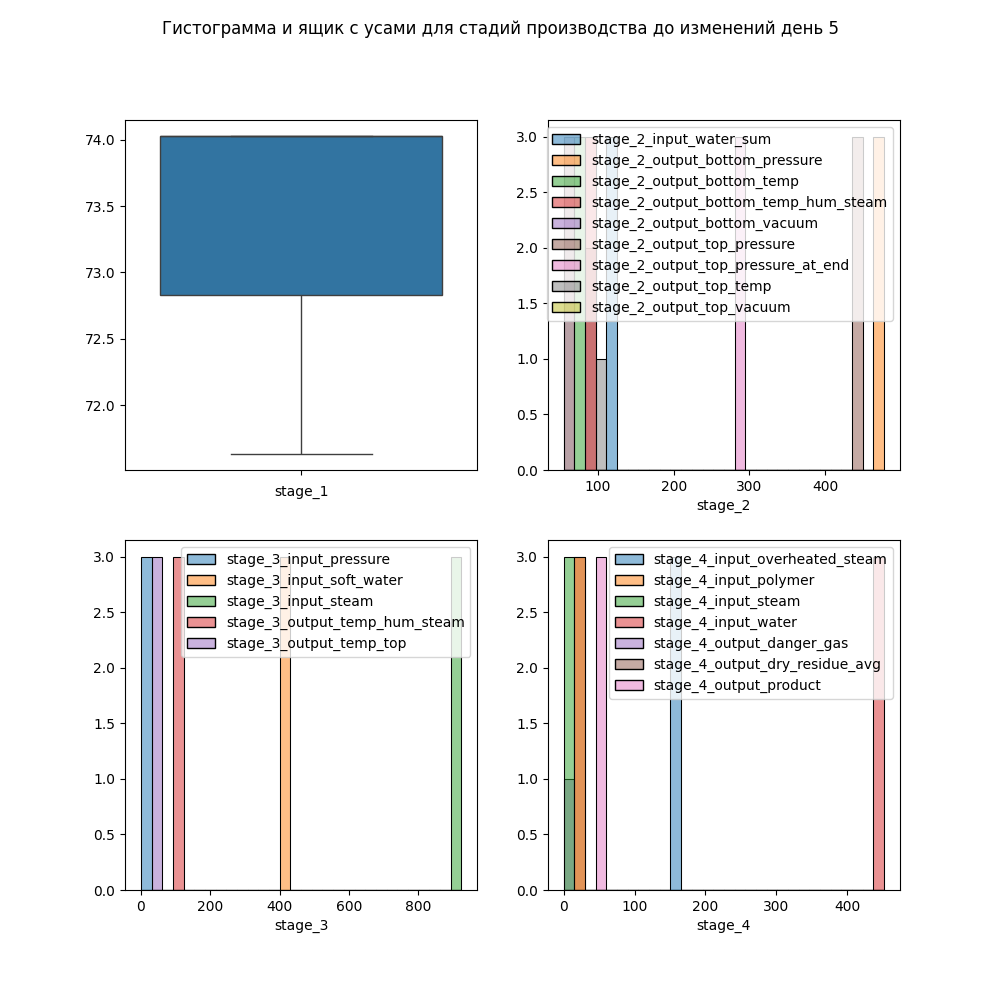 Гистограмма и ящик с усами для стадий производства до изменений день 5
74.0
73.5
73.0
72.5
72.0
stage_1
3.0
2.5
2.0
1.5
1.0
0.5
0.0
stage_2_input_water_sum
stage_2_output_bottom_pressure
stage_2_output_bottom_temp
stage_2_output_bottom_temp_hum_steam
stage_2_output_bottom_vacuum
stage_2_output_top_pressure
stage_2_output_top_pressure_at_end
stage_2_output_top_temp
stage_2_output_top_vacuum
100 200 300 400
stage_2
3.0
2.5
2.0
1.5
1.0
0.5
0.0
stage_3_input_pressure
stage_3_input_soft_water
stage_3_input_steam
stage_3_output_temp_hum_steam
stage_3_output_temp_top
0 200 400 600 800
stage_3
3.0
2.5
2.0
1.5
1.0
0.5
0.0
stage_4_input_overheated_steam
stage_4_input_polymer
stage_4_input_steam
stage_4_input_water
stage_4_output_danger_gas
stage_4_output_dry_residue_avg
stage_4_output_product
0 100 200 300 400
stage_4